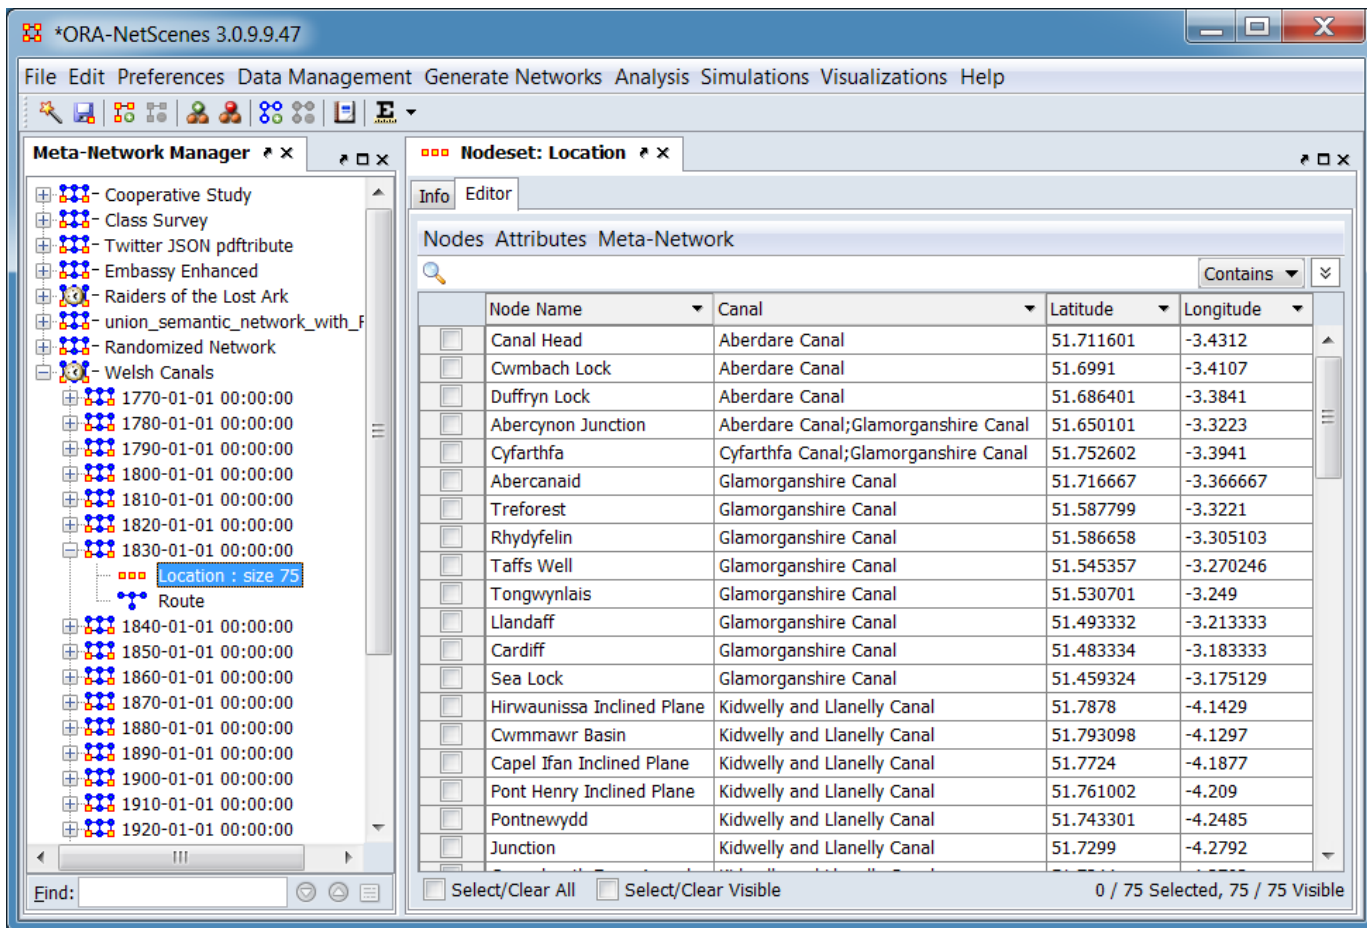 *ORA-NetScenes 3.0.9.9.47
File Edit Preferences Data Management Generate Networks Analysis Simulations Visualizations Help
Meta-Network Manager
Cooperative Study
Class Survey
Twitter JSON pdftribute
Embassy Enhanced
Raiders of the Lost Ark
union_semantic_network_with_F
Randomized Network
Welsh Canals
1770-01-01 00:00:00
1780-01-01 00:00:00
1790-01-01 00:00:00
1800-01-01 00:00:00
1810-01-01 00:00:00
1820-01-01 00:00:00
1830-01-01 00:00:00
Location : size 75
Route
1840-01-01 00:00:00
1850-01-01 00:00:00
1860-01-01 00:00:00
1870-01-01 00:00:00
1880-01-01 00:00:00
1890-01-01 00:00:00
1900-01-01 00:00:00
1910-01-01 00:00:00
1920-01-01 00:00:00
Find:
Nodeset: Location
Info Editor
Nodes Attributes Meta-Network
Contains
Node Name Canal Latitude Longitude
Canal Head Aberdare Canal 51.711601 -3.4312
Cwmbach Lock Aberdare Canal 51.6991 -3.4107
Duffryn Lock Aberdare Canal 51.686401 -3.3841
Abercynon Junction Aberdare Canal;Glamorganshire Canal 51.650101 -3.3223
Cyfarthfa Cyfarthfa Canal;Glamorganshire Canal 51.752602 -3.3941
Abercanaid Glamorganshire Canal 51.716667 -3.366667
Treforest Glamorganshire Canal 51.587799 -3.3221
Rhydyfelin Glamorganshire Canal 51.586658 -3.305103
Taffs Well Glamorganshire Canal 51.545357 -3.270246
Tongwynlais Glamorganshire Canal 51.530701 -3.249
Llandaff Glamorganshire Canal 51.493332 -3.213333
Cardiff Glamorganshire Canal 51.483334 -3.183333
Sea Lock Glamorganshire Canal 51.459324 -3.175129
Hirwaunissa Inclined Plane Kidwelly and Llanelly Canal 51.7878 -4.1429
Cwmmawr Basin Kidwelly and Llanelly Canal 51.793098 -4.1297
Capel Ifan Inclined Plane Kidwelly and Llanelly Canal 51.7724 -4.1877
Pont Henry Inclined Plane Kidwelly and Llanelly Canal 51.761002 -4.209
Pontnewydd Kidwelly and Llanelly Canal 51.743301 -4.2485
Junction Kidwelly and Llanelly Canal 51.7299 -4.2792
Select/Clear All Select/Clear Visible 0 / 75 Selected, 75 / 75 Visible